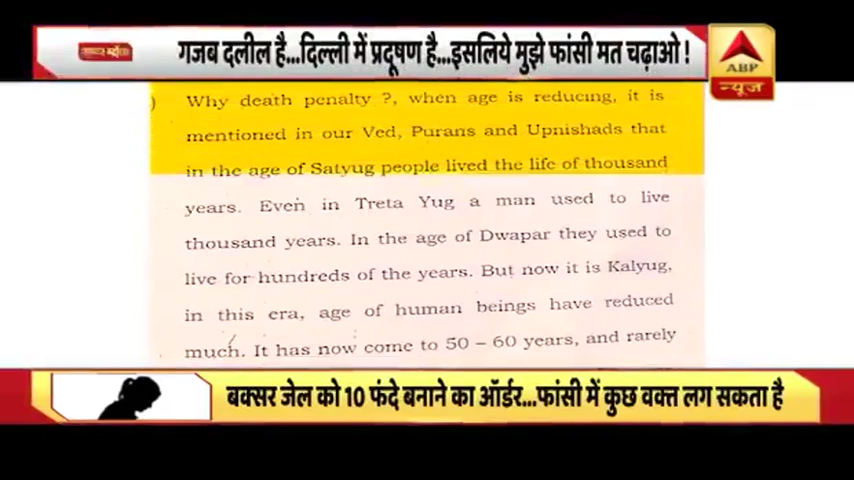 गजब दलील है...दिल्ली में प्रदूषण है...इसलिये मुझे फांसी मत चढ़ाओ !
ABP
न्यूज़
) Why death penalty ?, when age is reducing, it is
mentioned in our Ved, Purans and Upnishads that
in the age of Satyug people lived the life of thousand
years. Even in Treta Yug a man used to live
thousand years. In the age of Dwapar they used to
live for hundreds of the years. But now it is Kalyug,
in this era, age of human beings have reduced
much. It has now come to 50 – 60 years, and rarely
बक्सर जेल को 10 फंदे बनाने का ऑर्डर...फांसी में कुछ वक्त लग सकता है